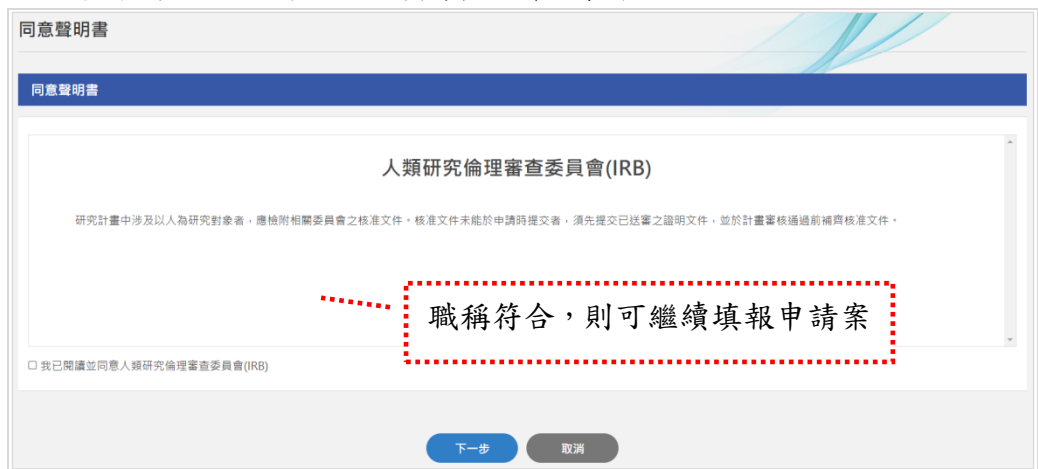 同意聲明書
同意聲明書
人類研究倫理審查委員會(IRB)
研究計畫中涉及以人為研究對象者，應檢附相關委員會之核准文件。核准文件未能於申請時提交者，須先提交已送審之證明文件，並於計畫審核通過前補齊核准文件。
職稱符合，則可繼續填報申請案
□ 我已閱讀並同意人類研究倫理審查委員會(IRB)
下一步 取消